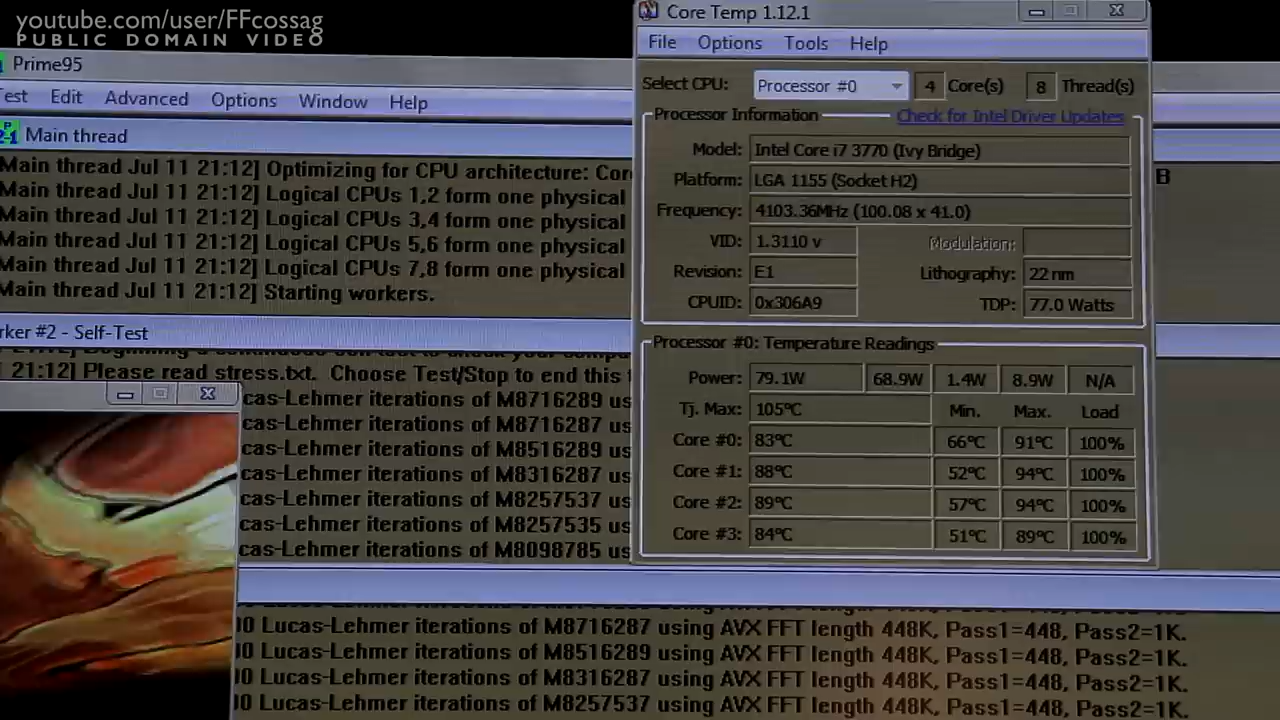 youtube.com/user/FFcossag
PUBLIC DOMAIN VIDEO
Prime95
Test Edit Advanced Options Window Help
Main thread
Main thread Jul 11 21:12] Optimizing for CPU architecture: Cor
Main thread Jul 11 21:12] Logical CPUs 1,2 form one physical
Main thread Jul 11 21:12] Logical CPUs 3,4 form one physical
Main thread Jul 11 21:12] Logical CPUs 5,6 form one physical
Main thread Jul 11 21:12] Logical CPUs 7,8 form one physical
Main thread Jul 11 21:12] Starting workers.
rker #2 - Self-Test
21:12] Please read stress.txt. Choose Test/Stop to end this t
cas-Lehmer iterations of M8716289 us
cas-Lehmer iterations of M8716287 us
cas-Lehmer iterations of M8516289 us
cas-Lehmer iterations of M8316287 us
cas-Lehmer iterations of M8257537 us
cas-Lehmer iterations of M8257535 us
cas-Lehmer iterations of M8098785 us
Core Temp 1.12.1
File Options Tools Help
Select CPU: Processor #0 4 Core(s) 8 Thread(s)
Processor Information Check for Intel Driver Updates
Model: Intel Core i7 3770 (Ivy Bridge)
Platform: LGA 1155 (Socket H2)
Frequency: 4103.36MHz (100.08 x 41.0)
VID: 1.3110 v Modulation:
Revision: E1 Lithography: 22 nm
CPUID: 0x306A9 TDP: 77.0 Watts
Processor #0: Temperature Readings
Power: 79.1W 68.9W 1.4W 8.9W N/A
Tj. Max: 105°C Min. Max. Load
Core #0: 83°C 66°C 91°C 100%
Core #1: 88°C 52°C 94°C 100%
Core #2: 89°C 57°C 94°C 100%
Core #3: 84°C 51°C 89°C 100%
B
00 Lucas-Lehmer iterations of M8716287 using AVX FFT length 448K, Pass1=448, Pass2=1K.
00 Lucas-Lehmer iterations of M8516289 using AVX FFT length 448K, Pass1=448, Pass2=1K.
00 Lucas-Lehmer iterations of M8316287 using AVX FFT length 448K, Pass1=448, Pass2=1K.
00 Lucas-Lehmer iterations of M8257537 using AVX FFT length 448K, Pass1=448, Pass2=1K.